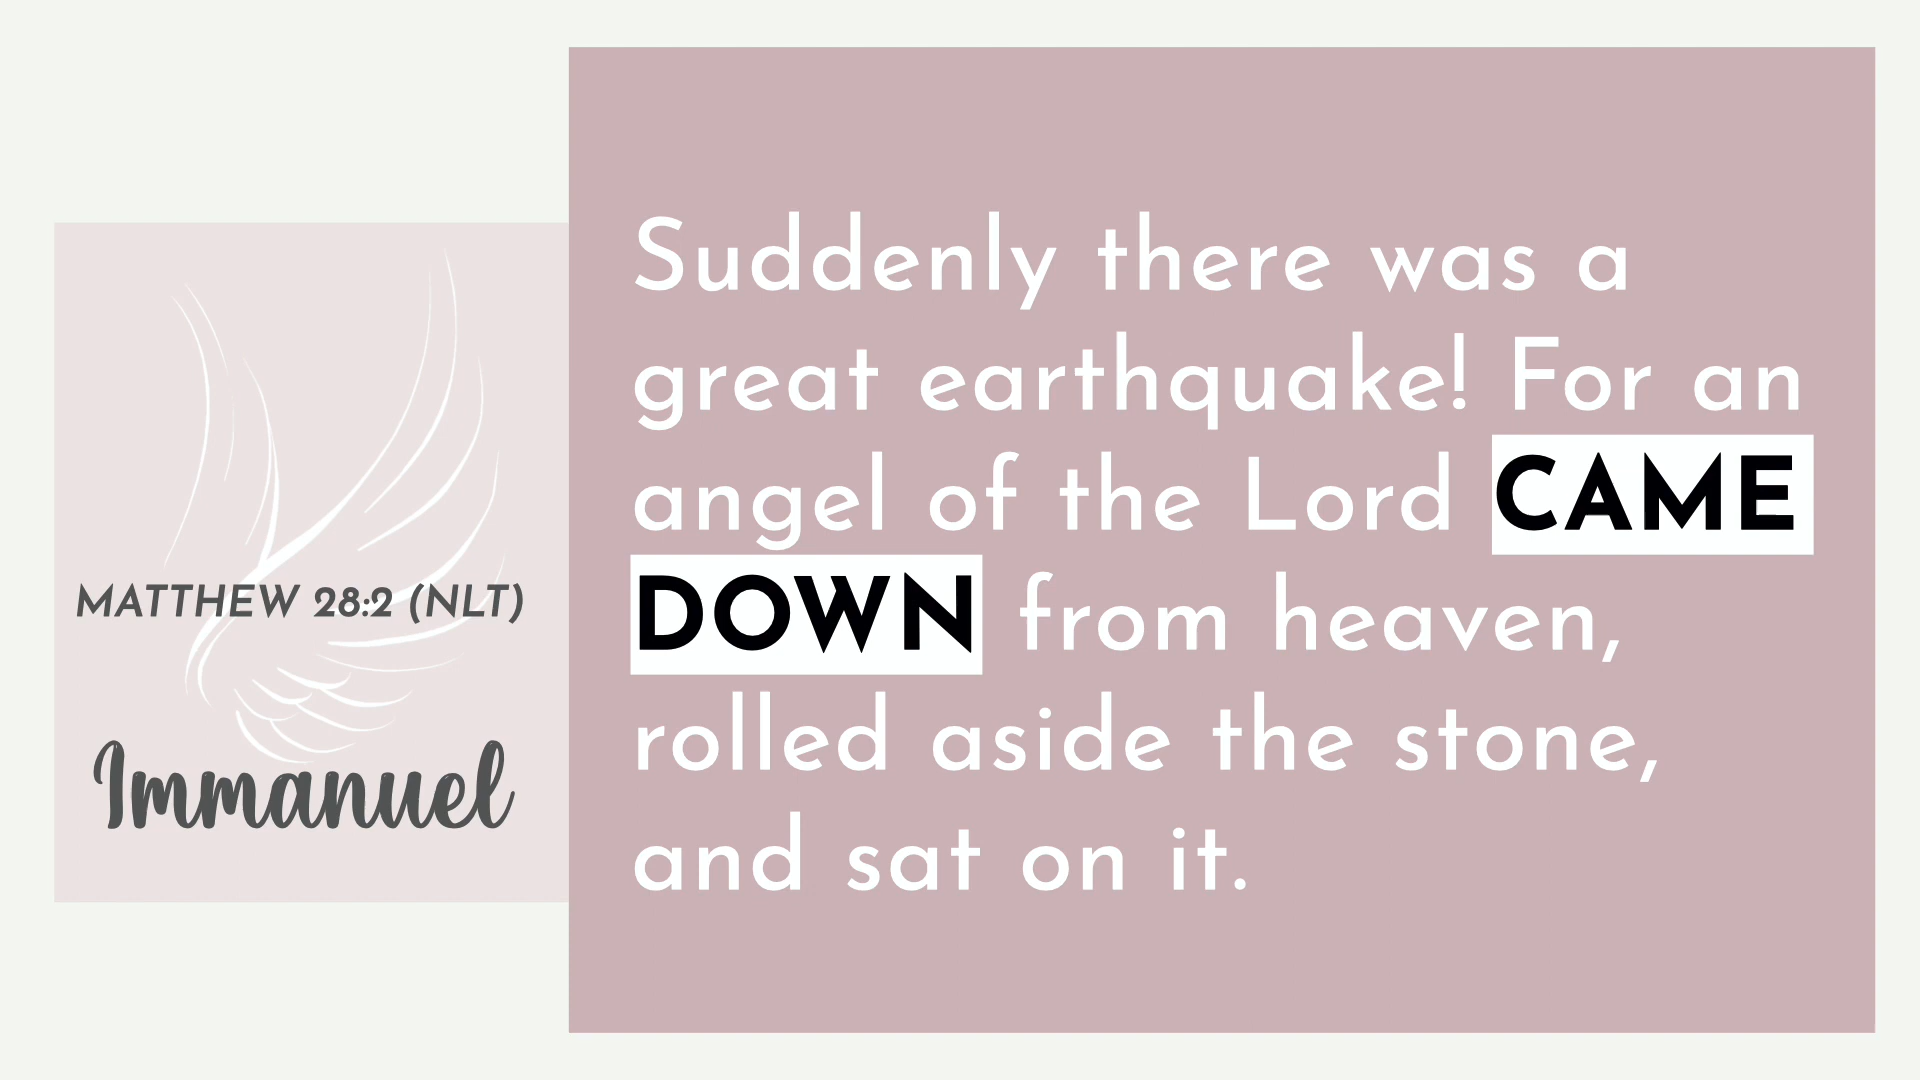 MATTHEW 28:2 (NLT)
Immanuel
Suddenly there was a
great earthquake! For an
angel of the Lord CAME
DOWN from heaven,
rolled aside the stone,
and sat on it.